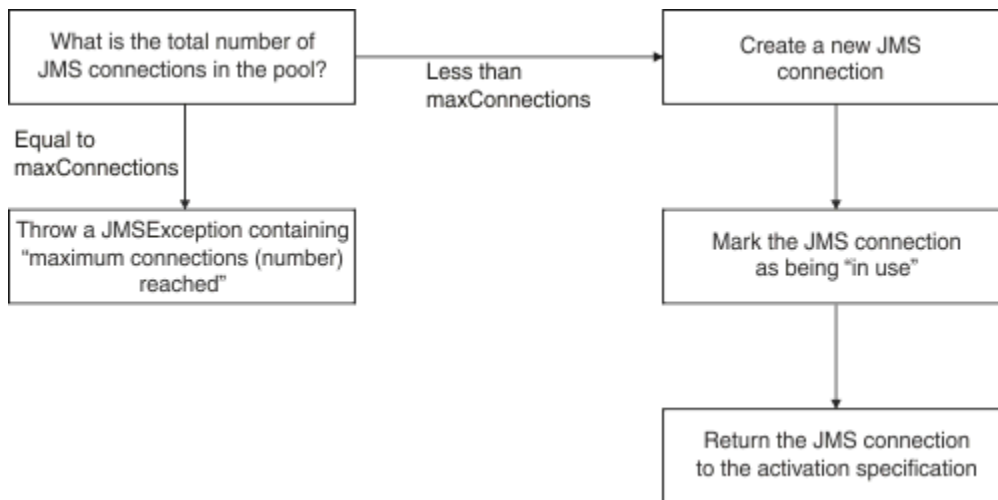 What is the total number of
JMS connections in the pool?
Less than
maxConnections
Create a new JMS
connection
Equal to
maxConnections
Throw a JMSException containing
“maximum connections (number)
reached”
Mark the JMS connection
as being “in use”
Return the JMS connection
to the activation specification